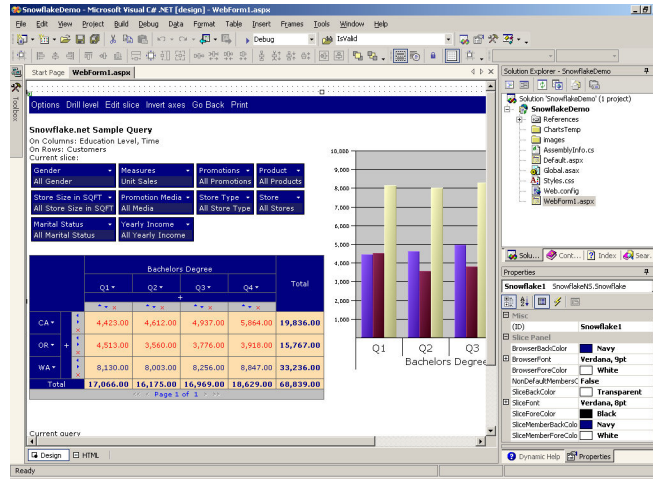 SnowflakeDemo - Microsoft Visual C# .NET [design] - WebForm1.aspx
File Edit View Project Build Debug Data Format Table Insert Frames Tools Window Help
Debug IsValid
Start Page WebForm1.aspx
Toolbox
Options Drill level Edit slice Invert axes Go Back Print
Snowflake.net Sample Query
On Columns: Education Level, Time
On Rows: Customers
Current slice:
Gender Measures Promotions Product
All Gender Unit Sales All Promotions All Products
Store Size in SQFT Promotion Media Store Type Store
All Store Size in SQFT All Media All Store Type All Stores
Marital Status Yearly Income
All Marital Status All Yearly Income
Bachelors Degree
Q1 Q2 Q3 Q4 Total
+
CA 4,423.00 4,612.00 4,937.00 5,864.00 19,836.00
OR + 4,513.00 3,560.00 3,776.00 3,918.00 15,767.00
WA 8,130.00 8,003.00 8,256.00 8,847.00 33,236.00
Total 17,066.00 16,175.00 16,969.00 18,629.00 68,839.00
<< < Page 1 of 1 > >>
Current query
10,000
9,000
8,000
7,000
6,000
5,000
4,000
3,000
2,000
1,000
Q1 Q2 Q3
Bachelors Degree
Design HTML
Ready
Solution Explorer - SnowflakeDemo
Solution 'SnowflakeDemo' (1 project)
SnowflakeDemo
References
ChartsTemp
images
AssemblyInfo.cs
Default.aspx
Global.asax
Styles.css
Web.config
WebForm1.aspx
Solu... Cont... Index Sear.
Properties
Snowflake1 SnowflakeNS.Snowflake
Misc
(ID) Snowflake1
Slice Panel
BrowserBackColor Navy
BrowserFont Verdana, 9pt
BrowserForeColor White
NonDefaultMembersC False
SliceBackColor Transparent
SliceFont Verdana, 8pt
SliceForeColor Black
SliceMemberBackColo Navy
SliceMemberForeColo White
Dynamic Help Properties